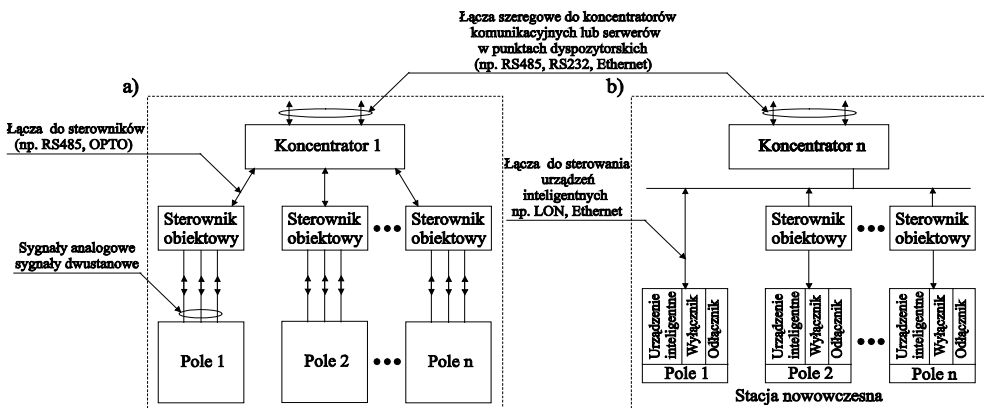 Łącza szeregowe do koncentratorów
komunikacyjnych lub serwerów
w punktach dyspozytorskich
(np. RS485, RS232, Ethernet)
a)
b)
Koncentrator 1
Łącza do sterowników
(np. RS485, OPTO)
Sterownik
obiektowy
Sterownik
obiektowy
Sterownik
obiektowy
Sygnały analogowe
sygnały dwustanowe
Pole 1
Pole 2
Pole n
Koncentrator n
Łącza do sterowania
urządzeń
inteligentnych
np. LON, Ethernet
Sterownik
obiektowy
Sterownik
obiektowy
Urządzenie
inteligentne
Wyłącznik
Odłącznik
Pole 1
Urządzenie
inteligentne
Wyłącznik
Odłącznik
Pole 2
Urządzenie
inteligentne
Wyłącznik
Odłącznik
Pole n
Stacja nowowczesna